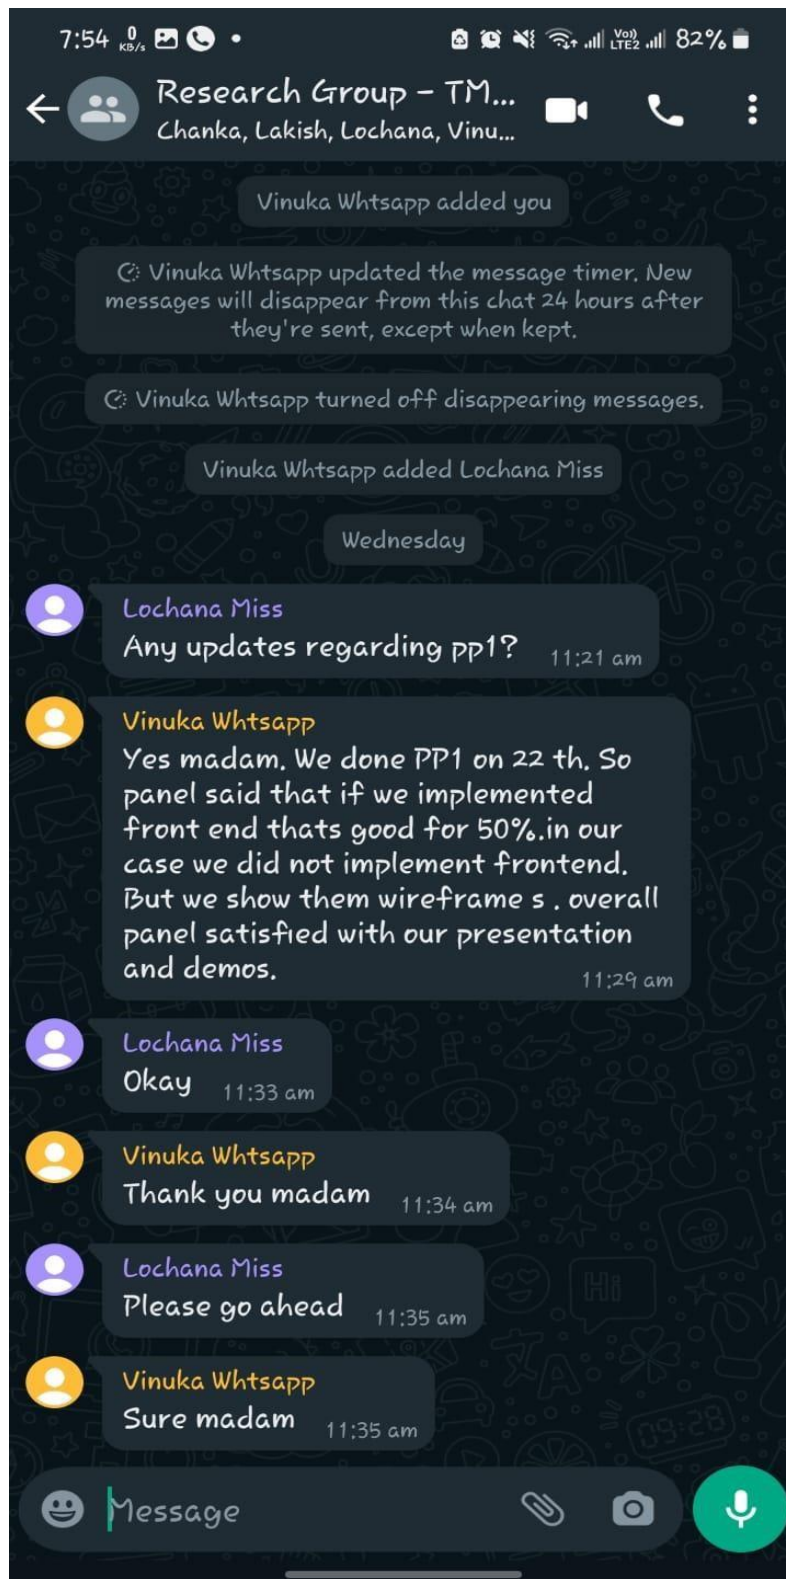 7:54 0 KB/s 82%
Vo)) LTE2
Research Group – TM...
Chanka, Lakish, Lochana, Vinu...
Vinuka Whtsapp added you
Vinuka Whtsapp updated the message timer. New
messages will disappear from this chat 24 hours after
they're sent, except when kept.
Vinuka Whtsapp turned off disappearing messages.
Vinuka Whtsapp added Lochana Miss
Wednesday
Lochana Miss
Any updates regarding pp1? 11:21 am
Vinuka Whtsapp
Yes madam. We done PP1 on 22 th. So
panel said that if we implemented
front end thats good for 50%.in our
case we did not implement frontend.
But we show them wireframe s . overall
panel satisfied with our presentation
and demos. 11:29 am
Lochana Miss
Okay 11:33 am
Vinuka Whtsapp
Thank you madam 11:34 am
Lochana Miss
Please go ahead 11:35 am
Vinuka Whtsapp
Sure madam 11:35 am
Message